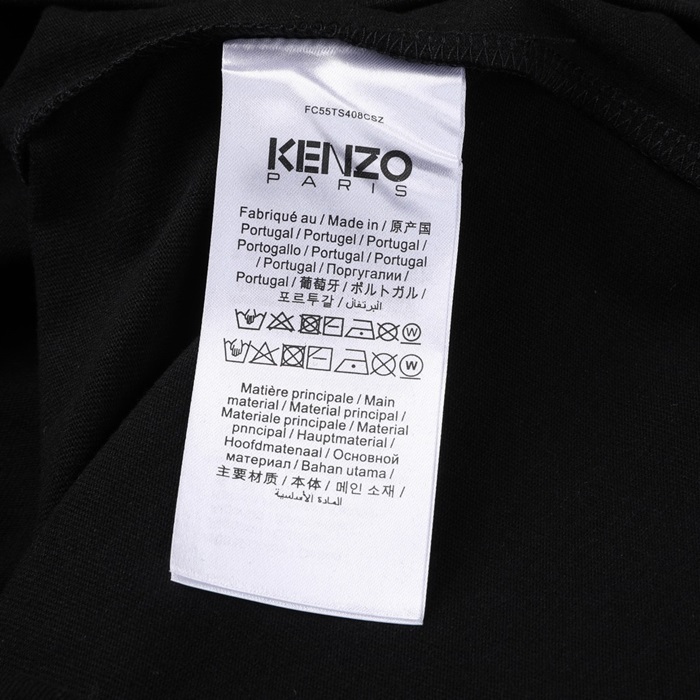 FC55TS408CSZ
KENZO
PARIS
Fabriqué au / Made in / 原产国
Portugal / Portugel / Portugal /
Portogallo / Portugal / Portugal
/ Portugal / Португалии /
Portugal / 葡萄牙 / ポルトガル /
포르투갈 / البرتغال
W
W
Matière principale / Main
material / Material principal /
Materiale principale / Material
pnncipal / Hauptmaterial /
Hoofdmatenaal / Основной
материал / Bahan utama /
主要材质 / 本体 / 메인 소재 /
المادة الأساسية